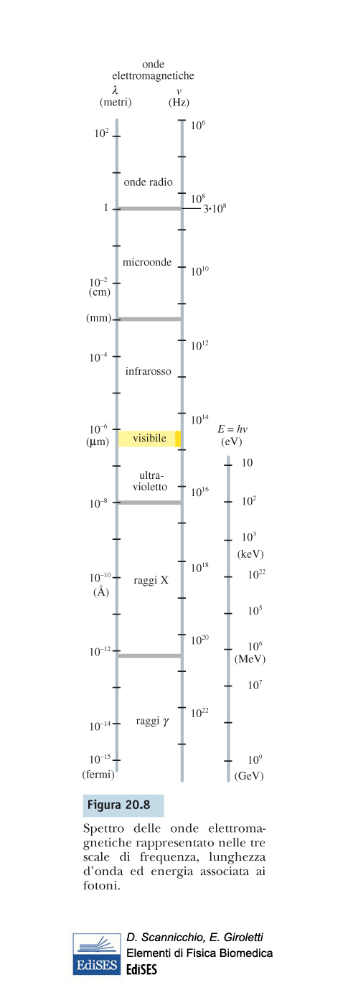 onde
elettromagnetiche
λ ν
(metri) (Hz)
10⁶
10²
onde radio
10⁸
1 3•10⁸
microonde
10¹⁰
10⁻²
(cm)
(mm)
10¹²
10⁻⁴
infrarosso
10¹⁴
10⁻⁶ E = hν
(μm) visibile (eV)
10
ultra-
violetto
10¹⁶
10⁻⁸ 10²
10³
(keV)
10¹⁸
10⁻¹⁰ raggi X 10²²
(Å)
10⁵
10²⁰
10⁻¹² 10⁶
(MeV)
10⁷
10²²
10⁻¹⁴ raggi γ
10⁻¹⁵ 10⁹
(fermi) (GeV)
Figura 20.8
Spettro delle onde elettroma-
gnetiche rappresentato nelle tre
scale di frequenza, lunghezza
d’onda ed energia associata ai
fotoni.
D. Scannicchio, E. Giroletti
Elementi di Fisica Biomedica
EdiSES
EdiSES